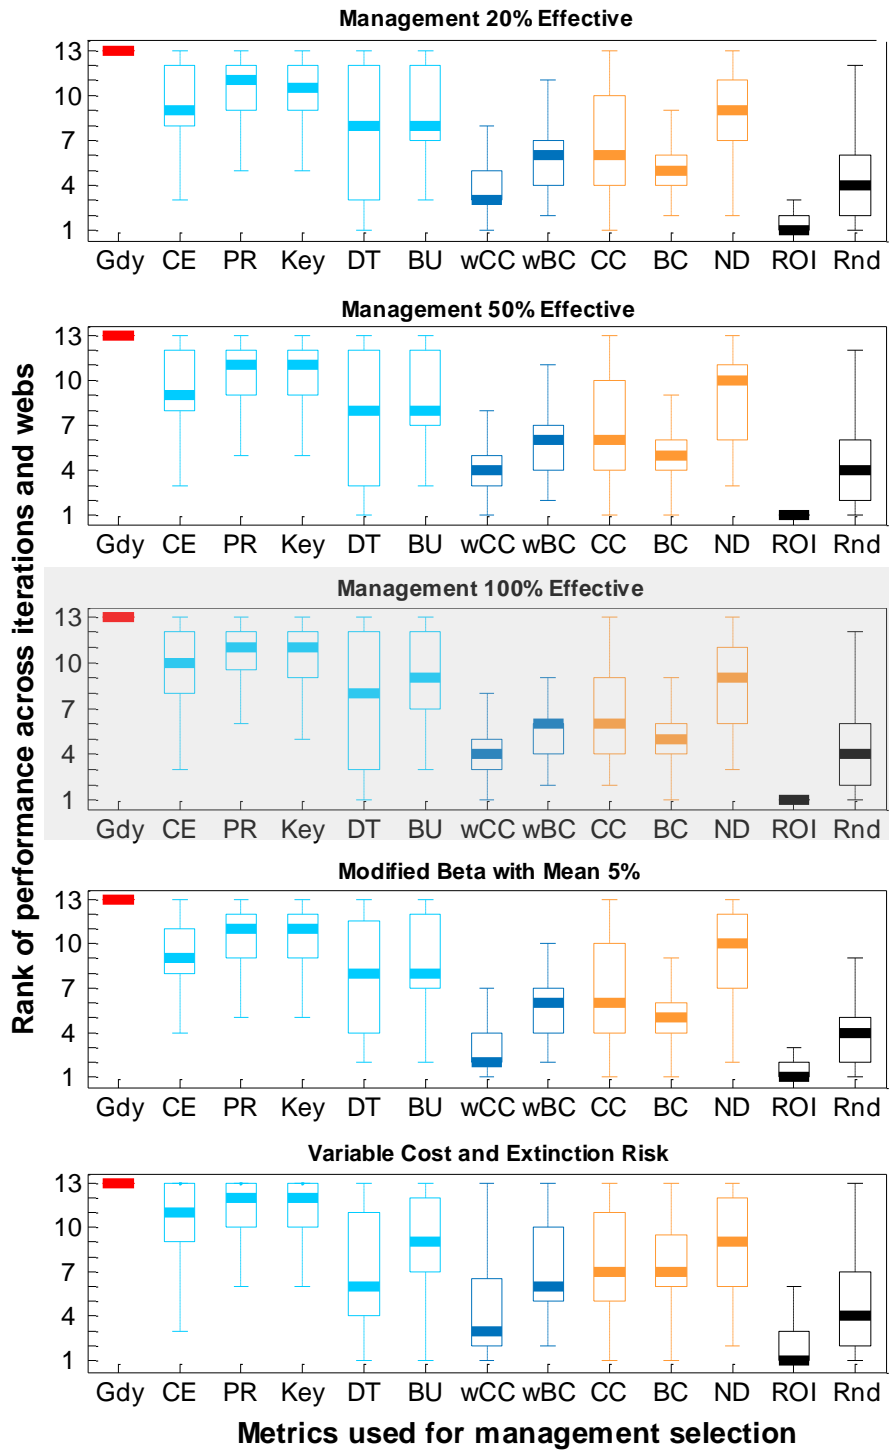 Rank of performance across iterations and webs
Management 20% Effective
13
10
7
4
1
Gdy CE PR Key DT BU wCC wBC CC BC ND ROI Rnd
Management 50% Effective
13
10
7
4
1
Gdy CE PR Key DT BU wCC wBC CC BC ND ROI Rnd
Management 100% Effective
13
10
7
4
1
Gdy CE PR Key DT BU wCC wBC CC BC ND ROI Rnd
Modified Beta with Mean 5%
13
10
7
4
1
Gdy CE PR Key DT BU wCC wBC CC BC ND ROI Rnd
Variable Cost and Extinction Risk
13
10
7
4
1
Gdy CE PR Key DT BU wCC wBC CC BC ND ROI Rnd
Metrics used for management selection